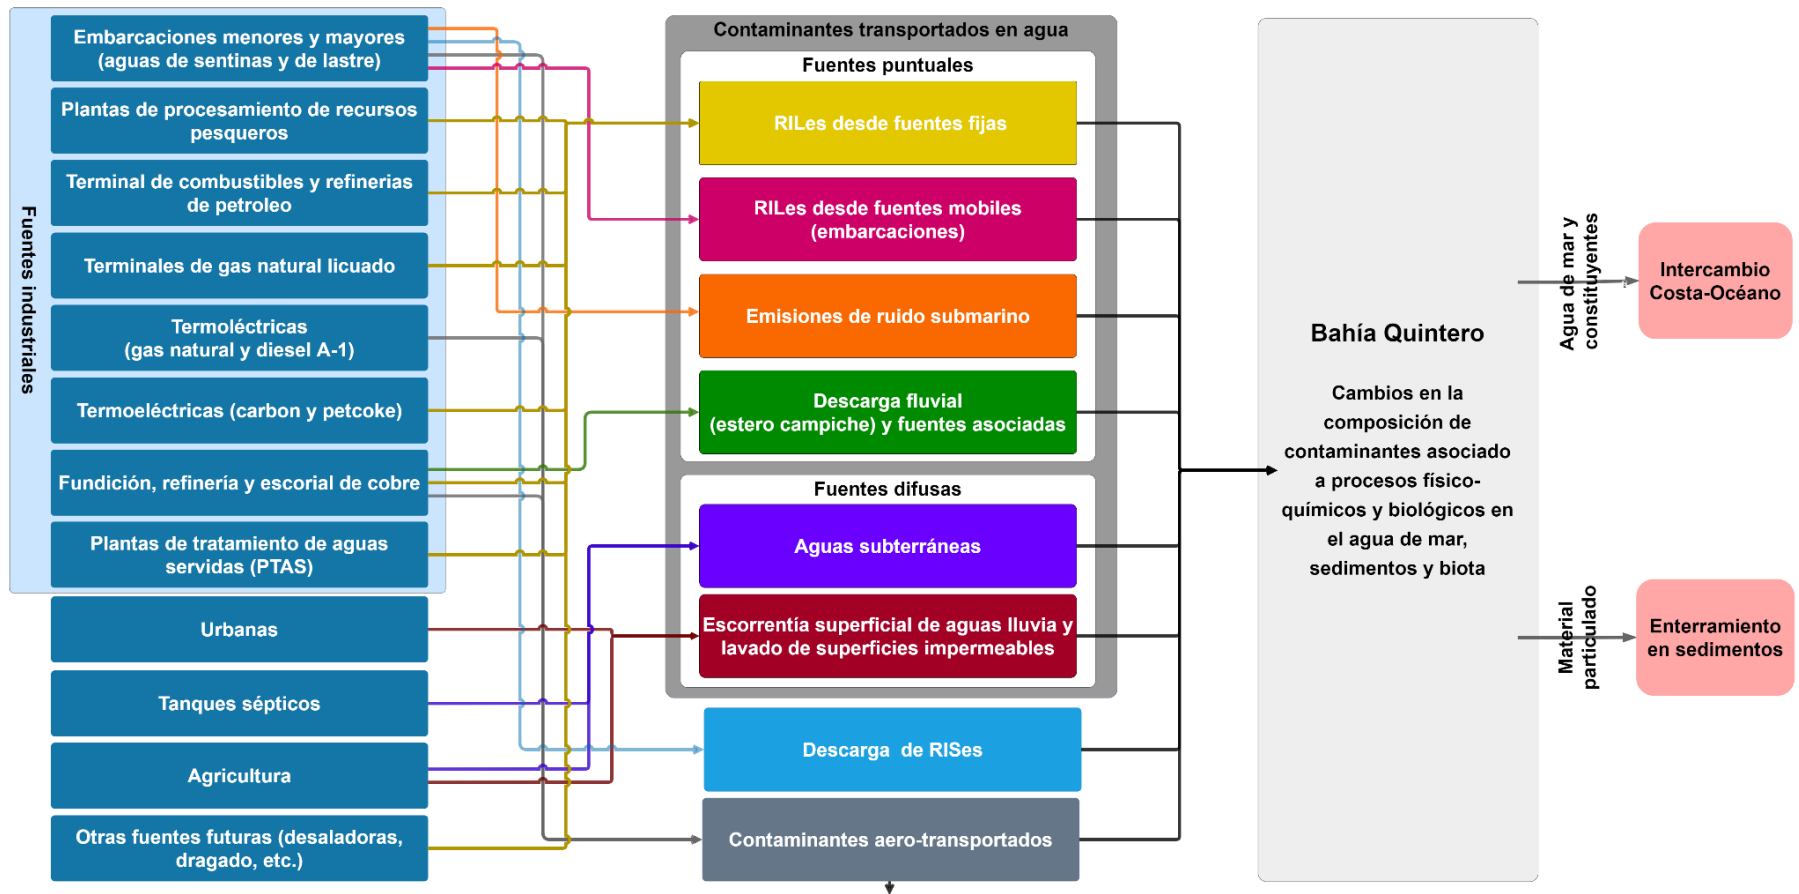 Fuentes industriales
Embarcaciones menores y mayores
(aguas de sentinas y de lastre)
Plantas de procesamiento de recursos
pesqueros
Terminal de combustibles y refinerias
de petroleo
Terminales de gas natural licuado
Termoléctricas
(gas natural y diesel A-1)
Termoeléctricas (carbon y petcoke)
Fundición, refinería y escorial de cobre
Plantas de tratamiento de aguas
servidas (PTAS)
Urbanas
Tanques sépticos
Agricultura
Otras fuentes futuras (desaladoras,
dragado, etc.)
Contaminantes transportados en agua
Fuentes puntuales
RILes desde fuentes fijas
RILes desde fuentes mobiles
(embarcaciones)
Emisiones de ruido submarino
Descarga fluvial
(estero campiche) y fuentes asociadas
Fuentes difusas
Aguas subterráneas
Escorrentía superficial de aguas lluvia y
lavado de superficies impermeables
Descarga de RISes
Contaminantes aero-transportados
Bahía Quintero
Cambios en la
composición de
contaminantes asociado
a procesos físico-
químicos y biológicos en
el agua de mar,
sedimentos y biota
Agua de mar y
constituyentes
Intercambio
Costa-Océano
Material
particulado
Enterramiento
en sedimentos